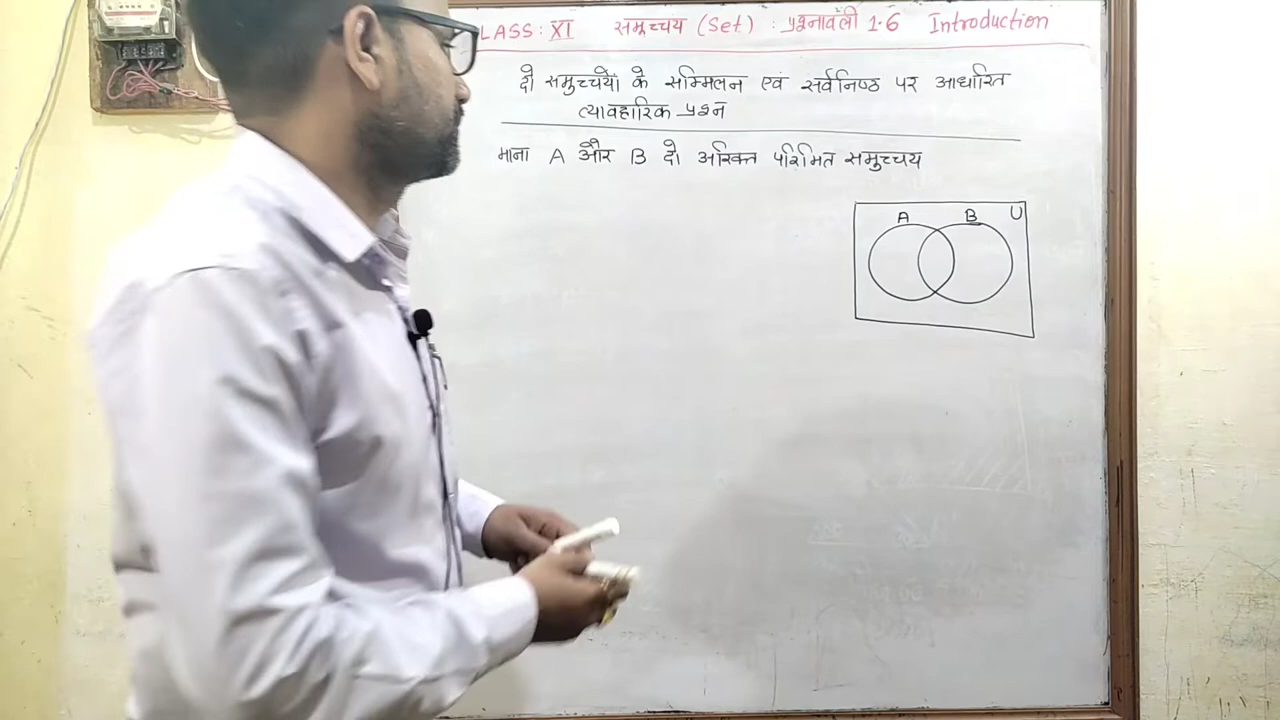 LASS: XI समुच्चय (Set) : प्रश्नावली 1.6 Introduction
दो समुच्चयों के सम्मिलन एवं सर्वनिष्ठ पर आधारित
व्यावहारिक प्रश्न
माना A और B दो अरिक्त परिमित समुच्चय
A B U